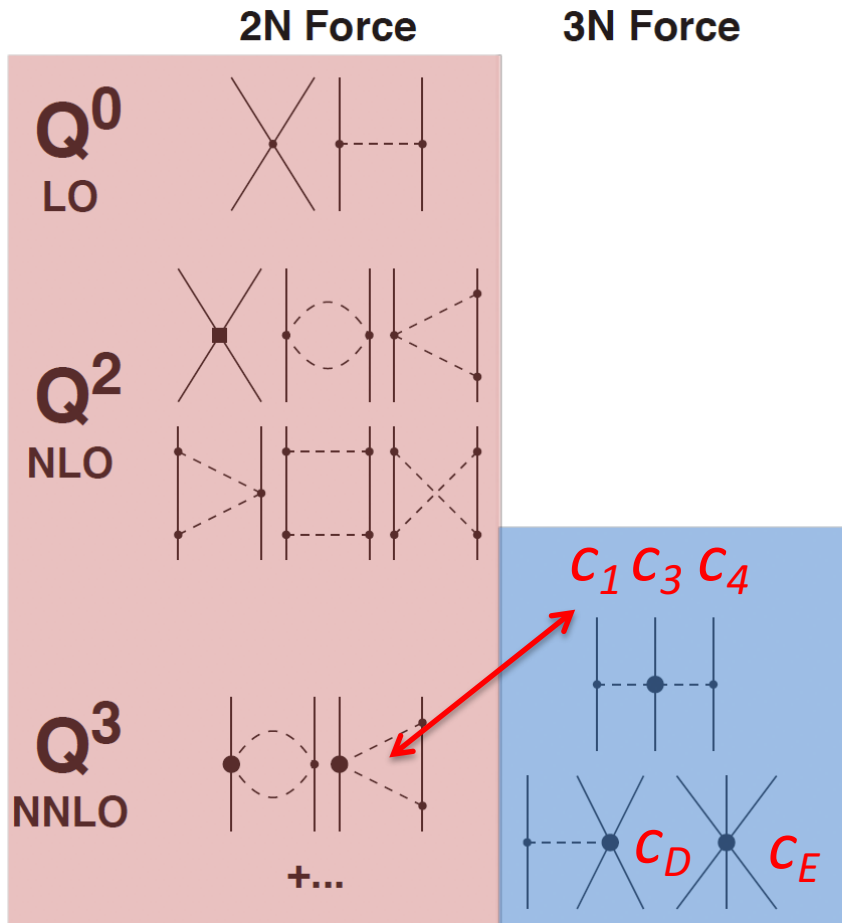 2N Force
3N Force
Q0
LO
Q2
NLO
c1 c3 c4
Q3
NNLO
cD
cE
+...